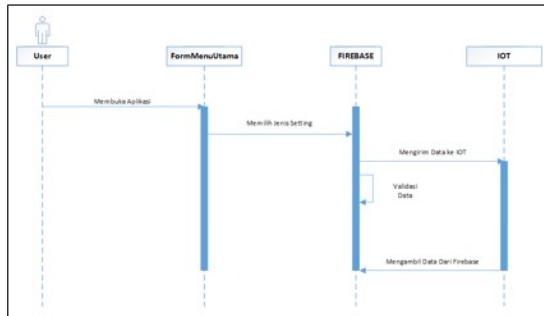 User
FormMenuUtama
FIREBASE
IOT
Membuka Aplikasi
Memilih Jenis Setting
Mengirim Data ke IOT
Validasi
Data
Mengambil Data Dari Firebase